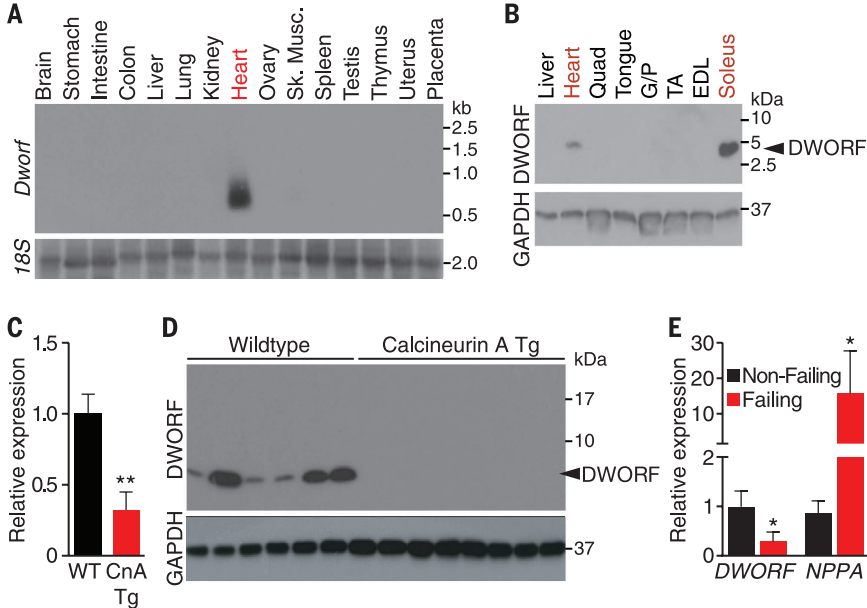 A
Brain
Stomach
Intestine
Colon
Liver
Lung
Kidney
Heart
Ovary
Sk. Musc.
Spleen
Testis
Thymus
Uterus
Placenta
kb
Dworf
2.5
1.5
1.0
0.5
18S
2.0
B
Liver
Heart
Quad
Tongue
G/P
TA
EDL
Soleus
kDa
DWORF
10
5
2.5
DWORF
GAPDH
37
C
Relative expression
1.5
1.0
0.5
0
**
WT CnA
Tg
D
Wildtype Calcineurin A Tg
kDa
DWORF
17
10
DWORF
GAPDH
37
E
Relative expression
30
20
10
2
1
0
Non-Failing
Failing
*
*
DWORF NPPA